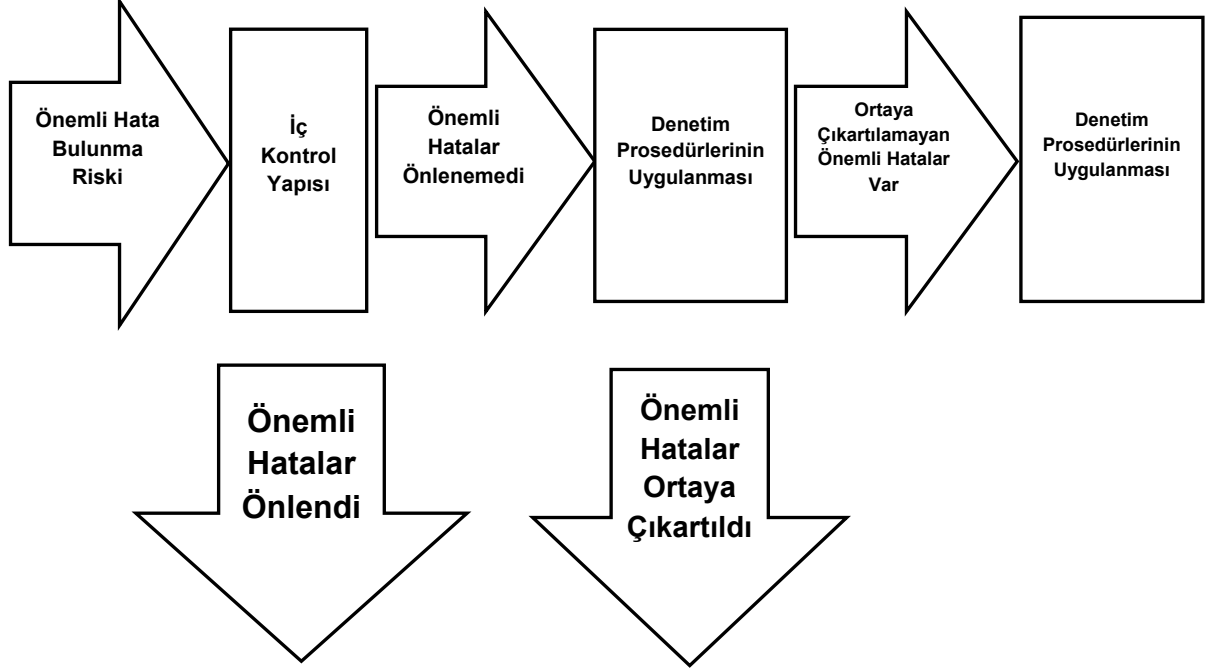 Önemli Hata
Bulunma
Riski
İç
Kontrol
Yapısı
Önemli
Hatalar
Önlenemedi
Denetim
Prosedürlerinin
Uygulanması
Ortaya
Çıkartılamayan
Önemli Hatalar
Var
Denetim
Prosedürlerinin
Uygulanması
Önemli
Hatalar
Önlendi
Önemli
Hatalar
Ortaya
Çıkartıldı